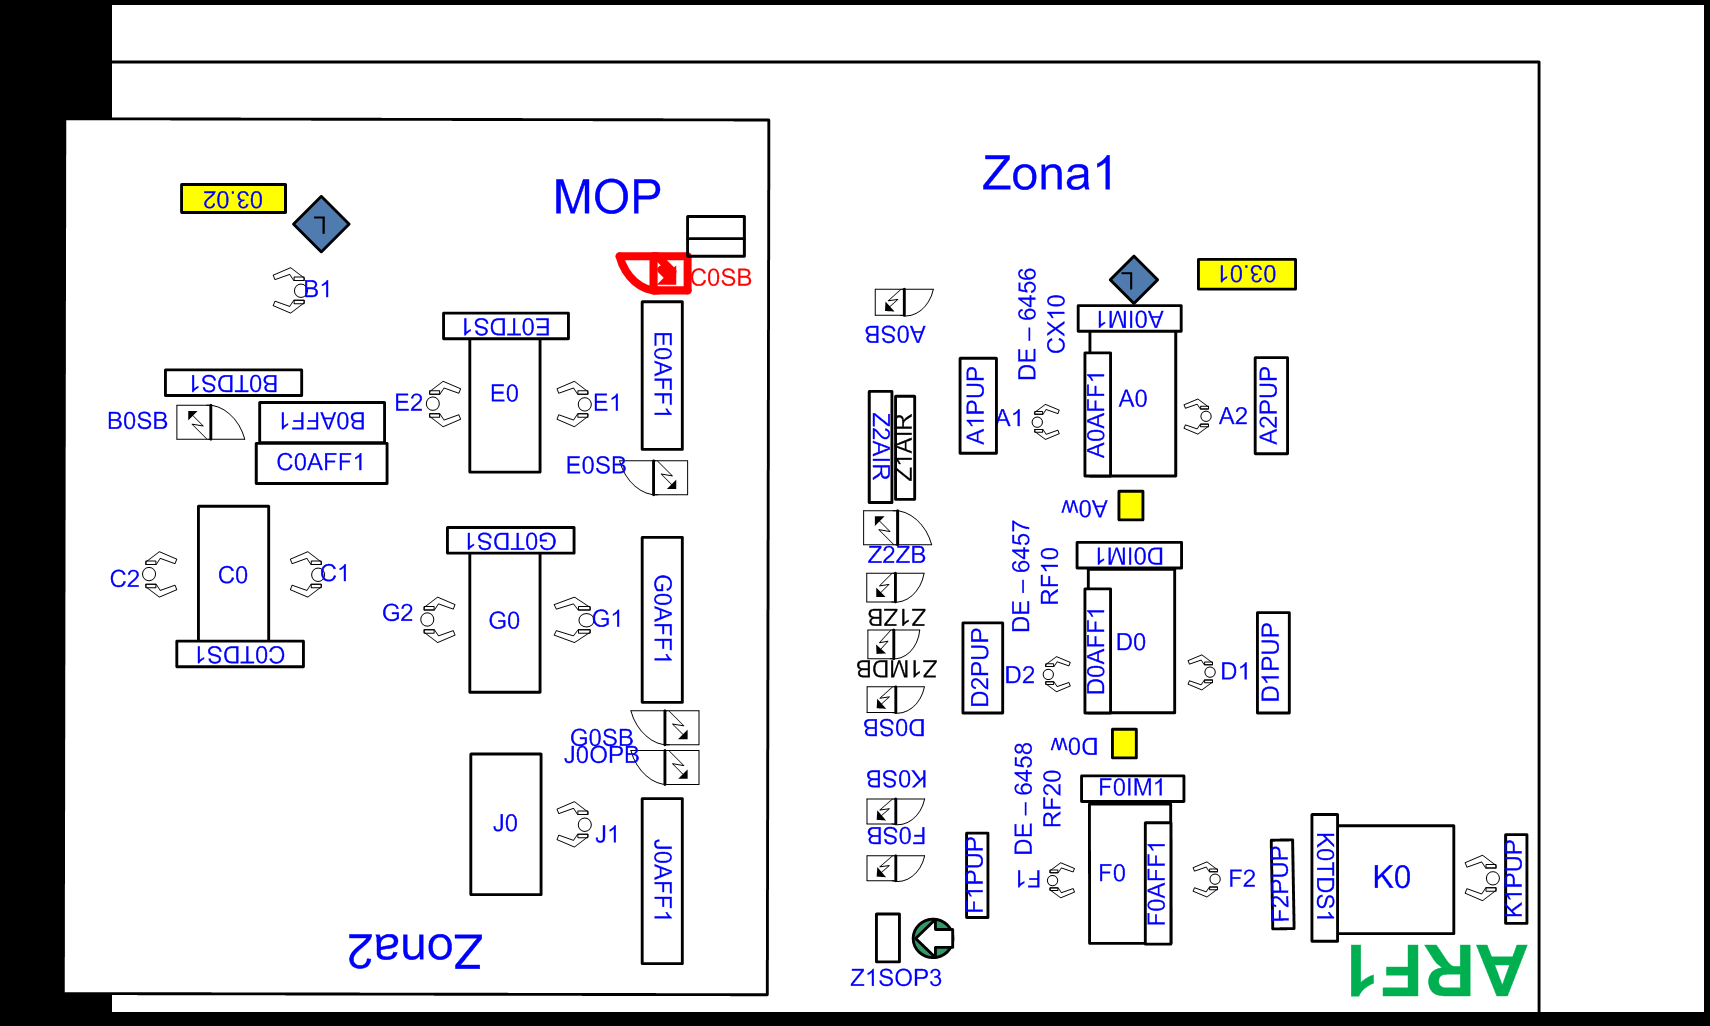 Zona1
MOP
03.02
L
C0SB
B1
E0TDS1
E0AFF1
B0TDS1
B0SB
B0AFF1
C0AFF1
E2
E0
E1
E0SB
C2
C0
C1
C0TDS1
G0TDS1
G2
G0
G1
G0AFF1
G0SB
J0OPB
J0
J1
J0AFF1
Zona2
A0SB
DE – 6456
CX10
L
03.01
A0IM1
A1PUP
A1
A0AFF1
A0
A2
A2PUP
Z2AIR
Z1AIR
A0w
Z2ZB
Z1ZB
Z1MDB
D0SB
DE – 6457
RF10
D0IM1
D2PUP
D2
D0AFF1
D0
D1
D1PUP
D0w
K0SB
F0SB
DE – 6458
RF20
F0IM1
F1PUP
F1
F0
F0AFF1
F2
F2PUP
K0TDS1
K0
K1PUP
Z1SOP3
ARF1